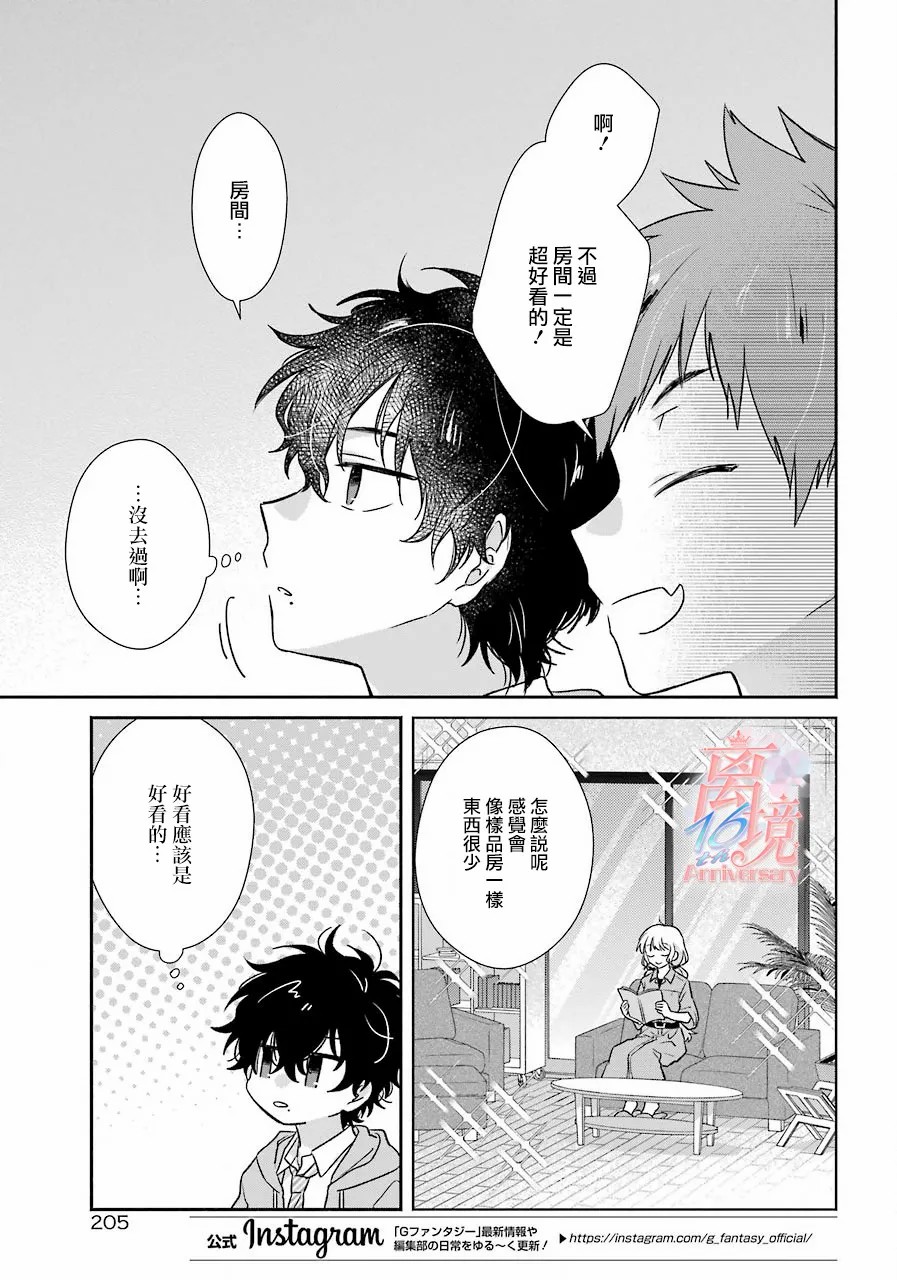 啊！
不過
房間一定是
超好看的！
房間…
…沒去過啊…
怎麼說呢
感覺會
像樣品房一樣
東西很少
好看應該是
好看的…
离境
16th
Anniversary
205
公式 Instagram
「Gファンタジー」最新情報や
編集部の日常をゆる〜く更新！
▶https://instagram.com/g_fantasy_official/